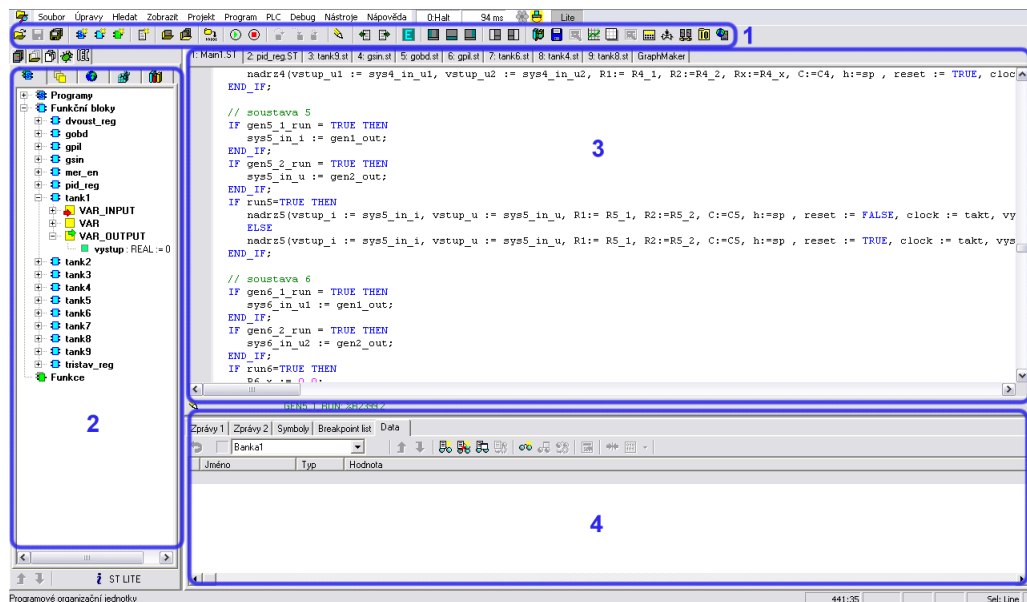 Soubor Úpravy Hledat Zobrazit Projekt Program PLC Debug Nástroje Nápověda 0:Halt 94 ms Lite
1
1: Main1.ST 2: pid_reg.ST 3: tank9.st 4: gsin.st 5: gobd.st 6: gpil.st 7: tank6.st 8: tank4.st 9: tank8.st GraphMaker
Programy
Funkční bloky
dvoust_reg
gobd
gpil
gsin
mer_en
pid_reg
tank1
VAR_INPUT
VAR
VAR_OUTPUT
vystup : REAL := 0
tank2
tank3
tank4
tank5
tank6
tank7
tank8
tank9
tristav_reg
Funkce
2
ST LITE
nadrz4(vstup_u1 := sys4_in_u1, vstup_u2 := sys4_in_u2, R1:= R4_1, R2:=R4_2, Rx:=R4_x, C:=C4, h:=sp , reset := TRUE, cloc
END_IF;
// soustava 5
IF gen5_1_run = TRUE THEN
sys5_in_i := gen1_out;
END_IF;
IF gen5_2_run = TRUE THEN
sys5_in_u := gen2_out;
END_IF;
IF run5=TRUE THEN
nadrz5(vstup_i := sys5_in_i, vstup_u := sys5_in_u, R1:= R5_1, R2:=R5_2, C:=C5, h:=sp , reset := FALSE, clock := takt, vy
ELSE
nadrz5(vstup_i := sys5_in_i, vstup_u := sys5_in_u, R1:= R5_1, R2:=R5_2, C:=C5, h:=sp , reset := TRUE, clock := takt, vys
END_IF;
// soustava 6
IF gen6_1_run = TRUE THEN
sys6_in_u1 := gen1_out;
END_IF;
IF gen6_2_run = TRUE THEN
sys6_in_u2 := gen2_out;
END_IF;
IF run6=TRUE THEN
R6_x := 0.0;
3
Zprávy 1 Zprávy 2 Symboly Breakpoint list Data
Banka1
Jméno Typ Hodnota
4
Programové organizační jednotky 441:35 Sel: Line